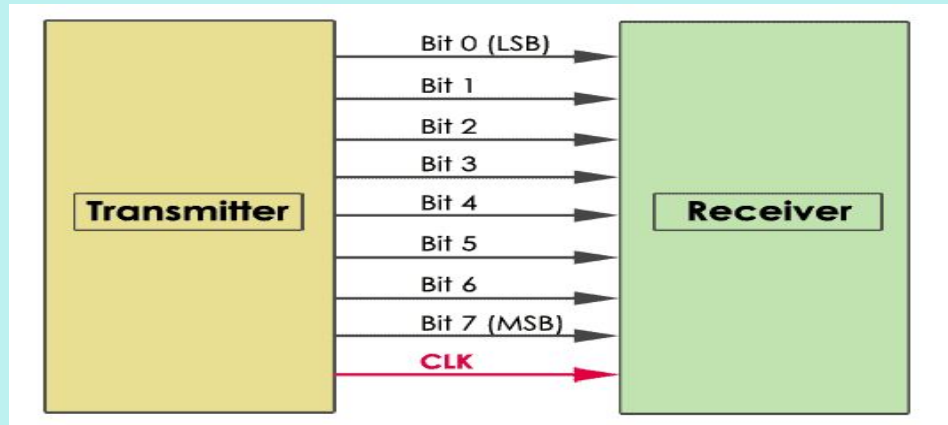 Bit 0 (LSB)
Bit 1
Bit 2
Bit 3
Transmitter
Bit 4
Receiver
Bit 5
Bit 6
Bit 7 (MSB)
CLK